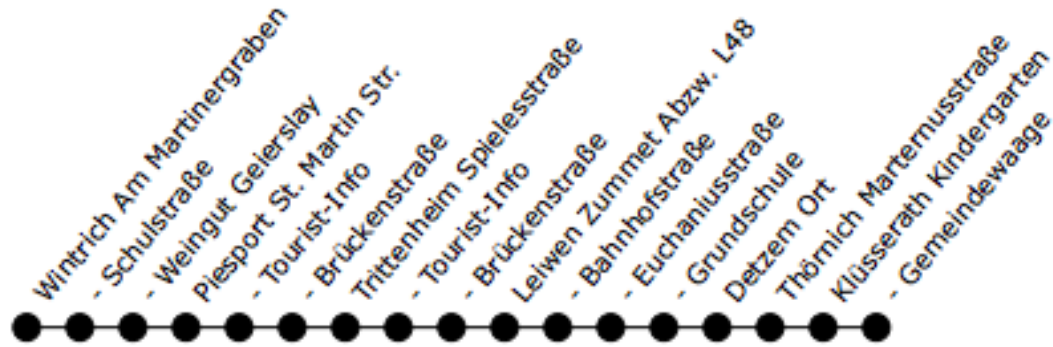 Wintrich Am Martinergraben
- Schulstraße
- Weingut Geierslay
Piesport St. Martin Str.
- Tourist-Info
- Brückenstraße
Trittenheim Spielesstraße
- Tourist-Info
- Brückenstraße
Leiwen Zummet Abzw. L48
- Bahnhofstraße
- Euchaniusstraße
- Grundschule
Detzem Ort
Thörnich Marternusstraße
Klüsserath Kindergarten
- Gemeindewaage